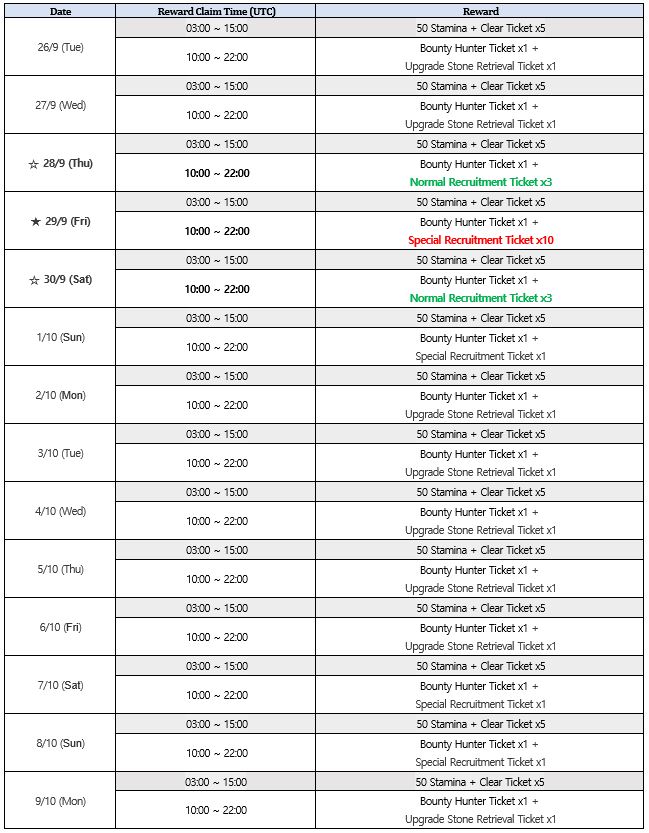 Date Reward Claim Time (UTC) Reward
26/9 (Tue)
03:00 ~ 15:00 50 Stamina + Clear Ticket x5
10:00 ~ 22:00 Bounty Hunter Ticket x1 +
Upgrade Stone Retrieval Ticket x1
27/9 (Wed)
03:00 ~ 15:00 50 Stamina + Clear Ticket x5
10:00 ~ 22:00 Bounty Hunter Ticket x1 +
Upgrade Stone Retrieval Ticket x1
☆ 28/9 (Thu)
03:00 ~ 15:00 50 Stamina + Clear Ticket x5
10:00 ~ 22:00 Bounty Hunter Ticket x1 +
Normal Recruitment Ticket x3
★ 29/9 (Fri)
03:00 ~ 15:00 50 Stamina + Clear Ticket x5
10:00 ~ 22:00 Bounty Hunter Ticket x1 +
Special Recruitment Ticket x10
☆ 30/9 (Sat)
03:00 ~ 15:00 50 Stamina + Clear Ticket x5
10:00 ~ 22:00 Bounty Hunter Ticket x1 +
Normal Recruitment Ticket x3
1/10 (Sun)
03:00 ~ 15:00 50 Stamina + Clear Ticket x5
10:00 ~ 22:00 Bounty Hunter Ticket x1 +
Special Recruitment Ticket x1
2/10 (Mon)
03:00 ~ 15:00 50 Stamina + Clear Ticket x5
10:00 ~ 22:00 Bounty Hunter Ticket x1 +
Upgrade Stone Retrieval Ticket x1
3/10 (Tue)
03:00 ~ 15:00 50 Stamina + Clear Ticket x5
10:00 ~ 22:00 Bounty Hunter Ticket x1 +
Upgrade Stone Retrieval Ticket x1
4/10 (Wed)
03:00 ~ 15:00 50 Stamina + Clear Ticket x5
10:00 ~ 22:00 Bounty Hunter Ticket x1 +
Upgrade Stone Retrieval Ticket x1
5/10 (Thu)
03:00 ~ 15:00 50 Stamina + Clear Ticket x5
10:00 ~ 22:00 Bounty Hunter Ticket x1 +
Upgrade Stone Retrieval Ticket x1
6/10 (Fri)
03:00 ~ 15:00 50 Stamina + Clear Ticket x5
10:00 ~ 22:00 Bounty Hunter Ticket x1 +
Upgrade Stone Retrieval Ticket x1
7/10 (Sat)
03:00 ~ 15:00 50 Stamina + Clear Ticket x5
10:00 ~ 22:00 Bounty Hunter Ticket x1 +
Special Recruitment Ticket x1
8/10 (Sun)
03:00 ~ 15:00 50 Stamina + Clear Ticket x5
10:00 ~ 22:00 Bounty Hunter Ticket x1 +
Special Recruitment Ticket x1
9/10 (Mon)
03:00 ~ 15:00 50 Stamina + Clear Ticket x5
10:00 ~ 22:00 Bounty Hunter Ticket x1 +
Upgrade Stone Retrieval Ticket x1